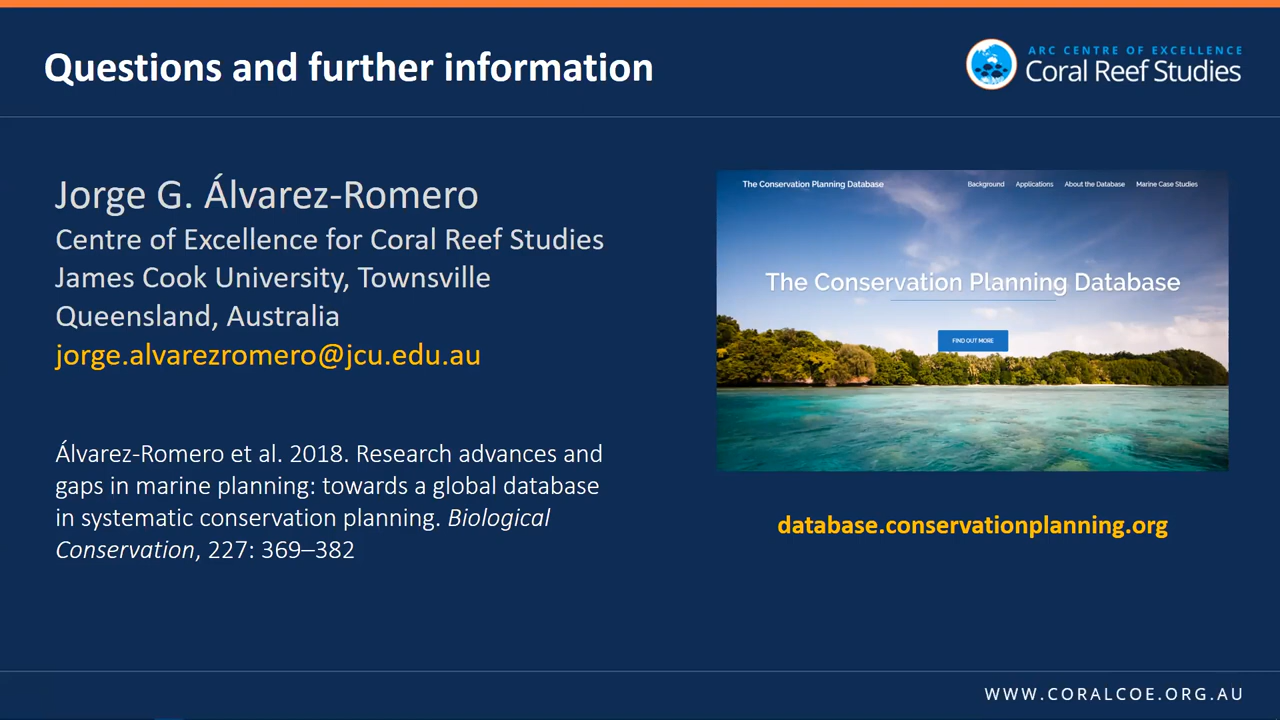 Questions and further information
ARC CENTRE OF EXCELLENCE
Coral Reef Studies
Jorge G. Álvarez-Romero
Centre of Excellence for Coral Reef Studies
James Cook University, Townsville
Queensland, Australia
jorge.alvarezromero@jcu.edu.au
Álvarez-Romero et al. 2018. Research advances and
gaps in marine planning: towards a global database
in systematic conservation planning. Biological
Conservation, 227: 369–382
The Conservation Planning Database
Background Applications About the Database Marine Case Studies
The Conservation Planning Database
FIND OUT MORE
database.conservationplanning.org
WWW.CORALCOE.ORG.AU